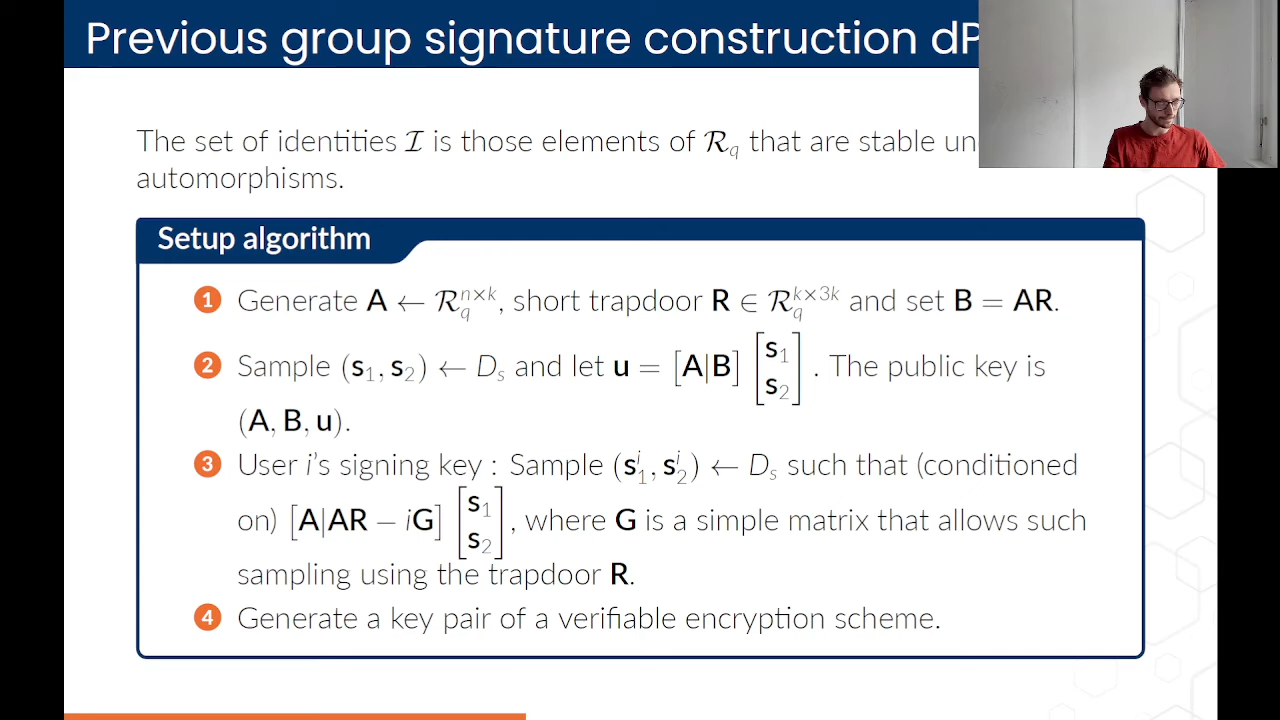 Previous group signature construction dP
The set of identities ℐ is those elements of ℛ_q that are stable un
automorphisms.
Setup algorithm
1 Generate A ← ℛ_q^{n×k}, short trapdoor R ∈ ℛ_q^{k×3k} and set B = AR.
2 Sample (s_1, s_2) ← D_s and let u = [A|B] [s_1 s_2] . The public key is
(A, B, u).
3 User i's signing key : Sample (s_1^i, s_2^i) ← D_s such that (conditioned
on) [A|AR − iG] [s_1 s_2] , where G is a simple matrix that allows such
sampling using the trapdoor R.
4 Generate a key pair of a verifiable encryption scheme.